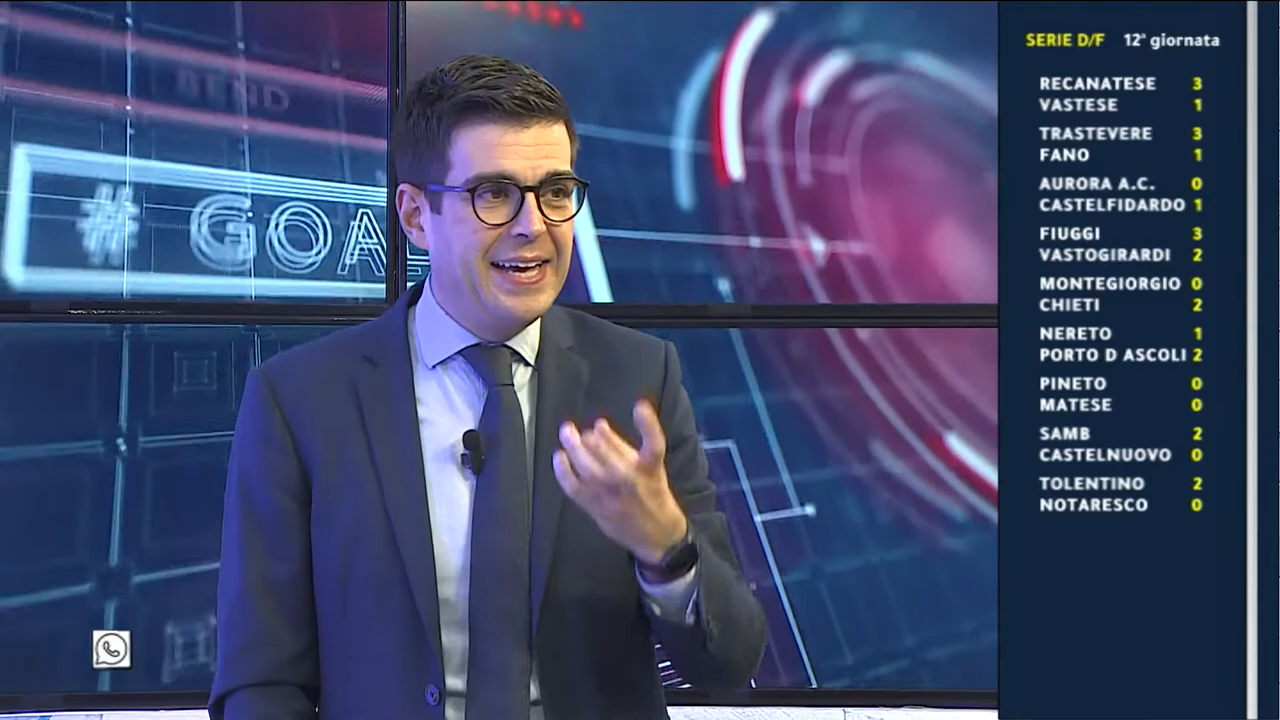 BEND
# GOA
SERIE D/F 12ª giornata
RECANATESE 3
VASTESE 1
TRASTEVERE 3
FANO 1
AURORA A.C. 0
CASTELFIDARDO 1
FIUGGI 3
VASTOGIRARDI 2
MONTEGIORGIO 0
CHIETI 2
NERETO 1
PORTO D ASCOLI 2
PINETO 0
MATESE 0
SAMB 2
CASTELNUOVO 0
TOLENTINO 2
NOTARESCO 0